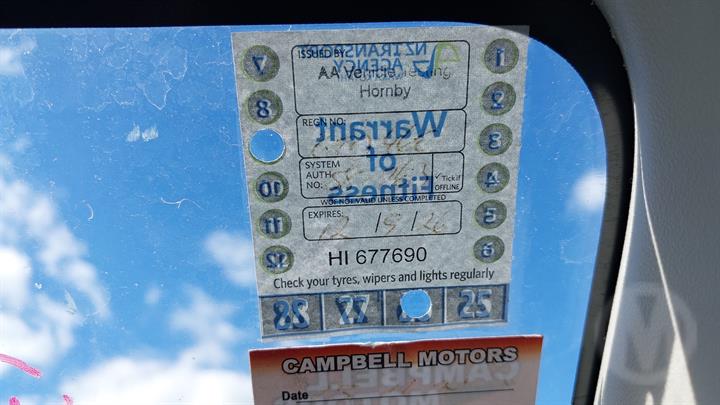 ISSUED BY:
NZ TRANSPORT
AGENCY
AA Vehicle Testing
Hornby
7
8
10
11
12
1
2
3
4
5
6
REGN NO:
Warrant
of
Fitness
SYSTEM
AUTH
NO:
✓Tick if
OFFLINE
WOF NOT VALID UNLESS COMPLETED
EXPIRES:
HI 677690
Check your tyres, wipers and lights regularly
28 27 25
CAMPBELL MOTORS
Date
CAMPBELL